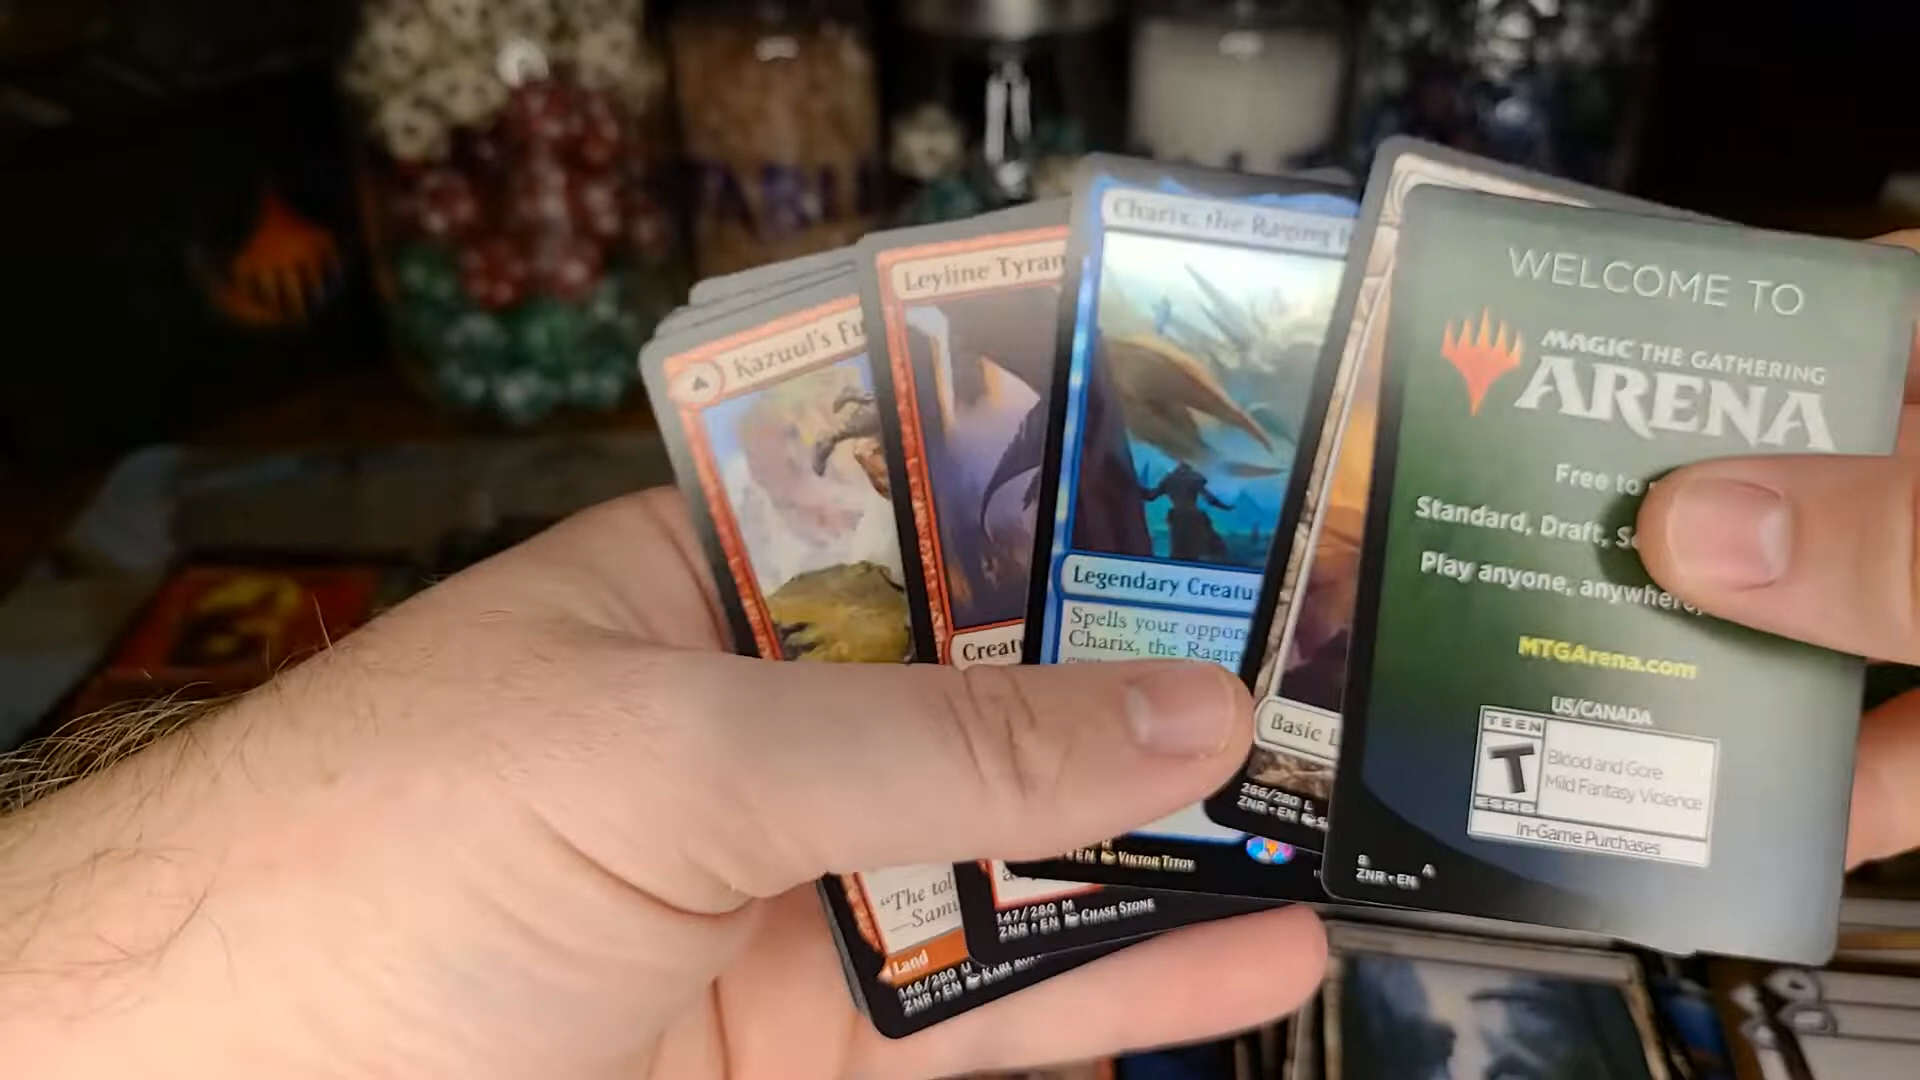 Kazuul's Fu
"The tol
—Sam
Land
146/280 U
ZNR • EN
Leyline Tyran
Creatu
147/280 M
ZNR • EN CHASE STONE
Charix, the Raging
Legendary Creatu
Spells your oppon
Charix, the Ragin
EN VIKTOR TITOV
Basic L
266/280 L
ZNR • EN
WELCOME TO
MAGIC THE GATHERING
ARENA
Free to
Standard, Draft, S
Play anyone, anywhere,
MTGArena.com
US/CANADA
TEEN
T
ESRB
Blood and Gore
Mild Fantasy Violence
In-Game Purchases
8 A
ZNR • EN